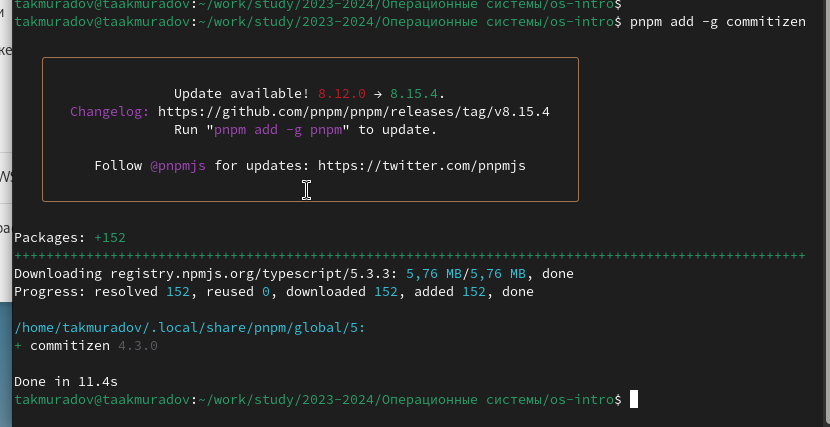 takmuradov@taakmuradov:~/work/study/2023-2024/Операционные системы/os-intro$
takmuradov@taakmuradov:~/work/study/2023-2024/Операционные системы/os-intro$ pnpm add -g commitizen
Update available! 8.12.0 → 8.15.4.
Changelog: https://github.com/pnpm/pnpm/releases/tag/v8.15.4
Run "pnpm add -g pnpm" to update.
Follow @pnpmjs for updates: https://twitter.com/pnpmjs
Packages: +152
++++++++++++++++++++++++++++++++++++++++++++++++++++++++++++++++++++++++++++++++++++++++++++++++++++
Downloading registry.npmjs.org/typescript/5.3.3: 5,76 MB/5,76 MB, done
Progress: resolved 152, reused 0, downloaded 152, added 152, done
/home/takmuradov/.local/share/pnpm/global/5:
+ commitizen 4.3.0
Done in 11.4s
takmuradov@taakmuradov:~/work/study/2023-2024/Операционные системы/os-intro$